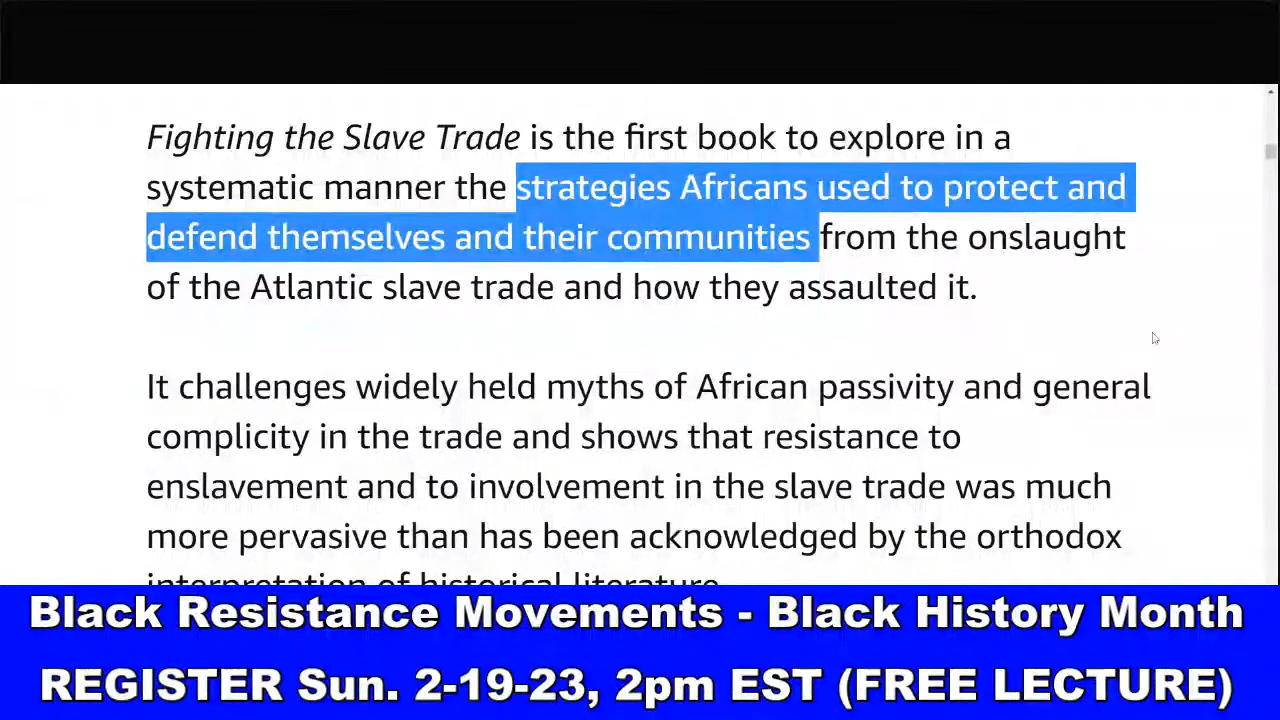 Fighting the Slave Trade is the first book to explore in a
systematic manner the strategies Africans used to protect and
defend themselves and their communities from the onslaught
of the Atlantic slave trade and how they assaulted it.
It challenges widely held myths of African passivity and general
complicity in the trade and shows that resistance to
enslavement and to involvement in the slave trade was much
more pervasive than has been acknowledged by the orthodox
interpretation of historical literature.
Black Resistance Movements - Black History Month
REGISTER Sun. 2-19-23, 2pm EST (FREE LECTURE)